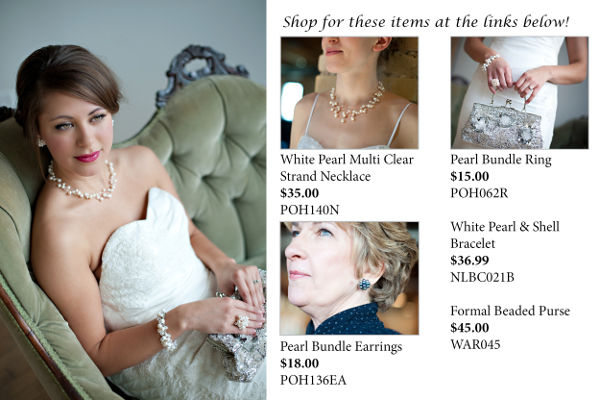 Shop for these items at the links below!
White Pearl Multi Clear
Strand Necklace
$35.00
POH140N
Pearl Bundle Earrings
$18.00
POH136EA
Pearl Bundle Ring
$15.00
POH062R
White Pearl & Shell
Bracelet
$36.99
NLBC021B
Formal Beaded Purse
$45.00
WAR045